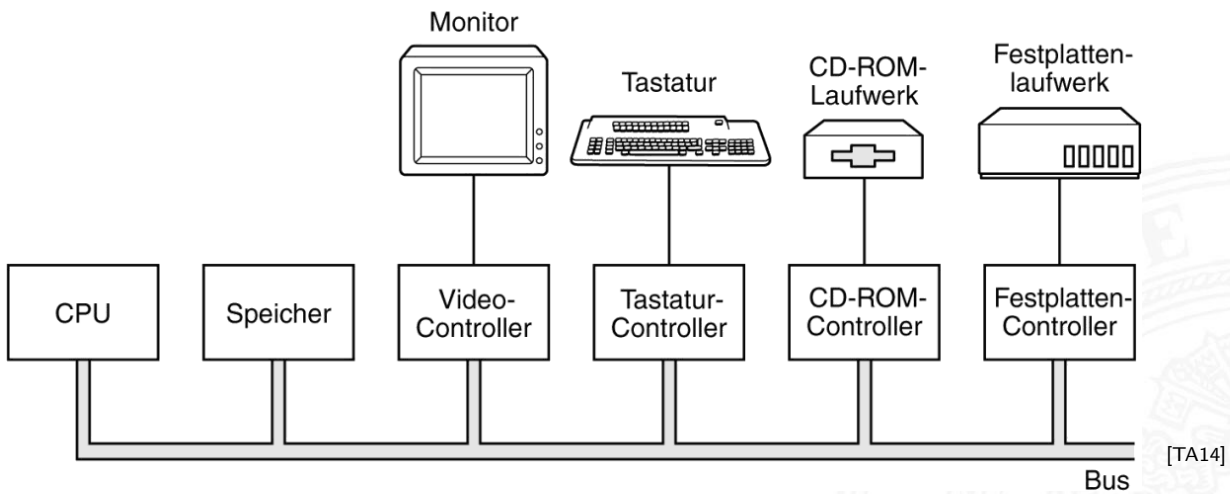 Monitor
Tastatur
CD-ROM-
Laufwerk
Festplatten-
laufwerk
CPU
Speicher
Video-
Controller
Tastatur-
Controller
CD-ROM-
Controller
Festplatten-
Controller
Bus
[TA14]